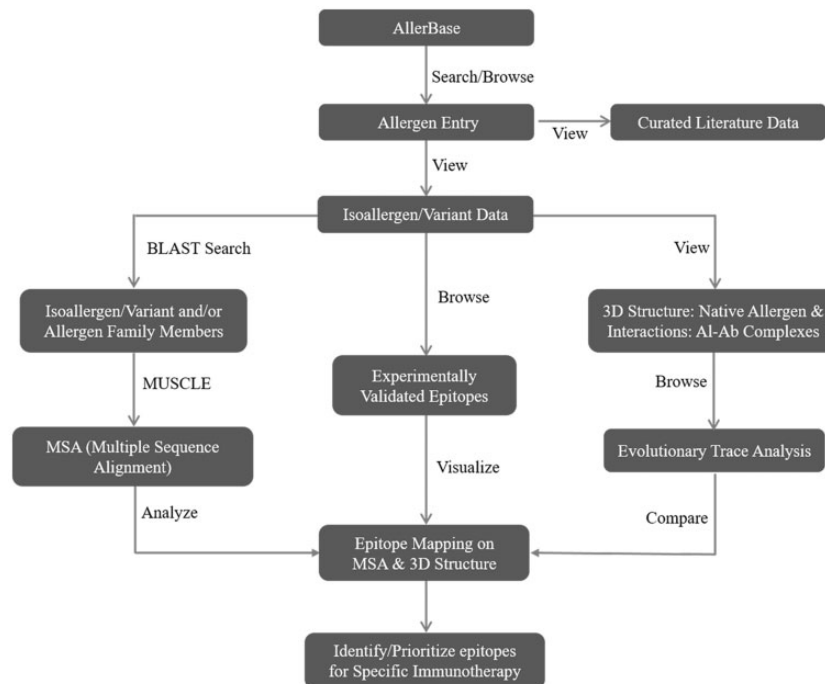 AllerBase
Search/Browse
Allergen Entry
View
Curated Literature Data
View
Isoallergen/Variant Data
BLAST Search
Browse
View
Isoallergen/Variant and/or
Allergen Family Members
3D Structure: Native Allergen &
Interactions: Al-Ab Complexes
MUSCLE
Experimentally
Validated Epitopes
Browse
MSA (Multiple Sequence
Alignment)
Evolutionary Trace Analysis
Visualize
Analyze
Compare
Epitope Mapping on
MSA & 3D Structure
Identify/Prioritize epitopes
for Specific Immunotherapy